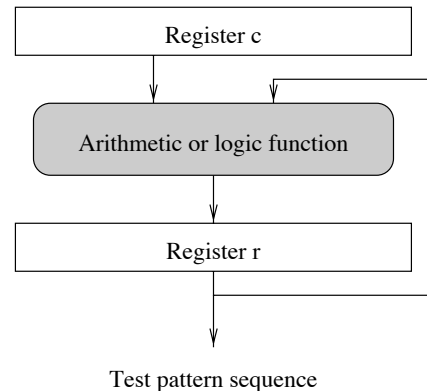 Register c
Arithmetic or logic function
Register r
Test pattern sequence